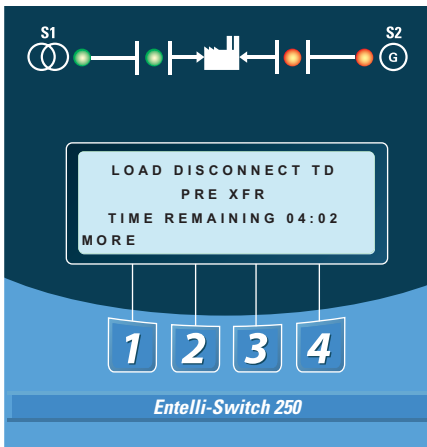 S1
S2
G
LOAD DISCONNECT TD
PRE XFR
TIME REMAINING 04:02
MORE
1 2 3 4
Entelli-Switch 250